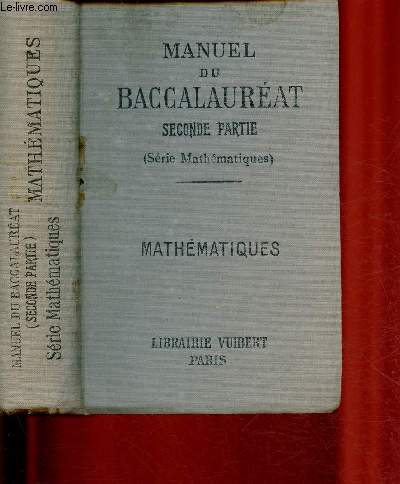 www.le-livre.com
MANUEL
DU
BACCALAURÉAT
SECONDE PARTIE
(Série Mathématiques)
MATHÉMATIQUES
LIBRAIRIE VUIBERT
PARIS
MANUEL DU BACCALAURÉAT
(SECONDE PARTIE)
Série Mathématiques
MATHÉMATIQUES